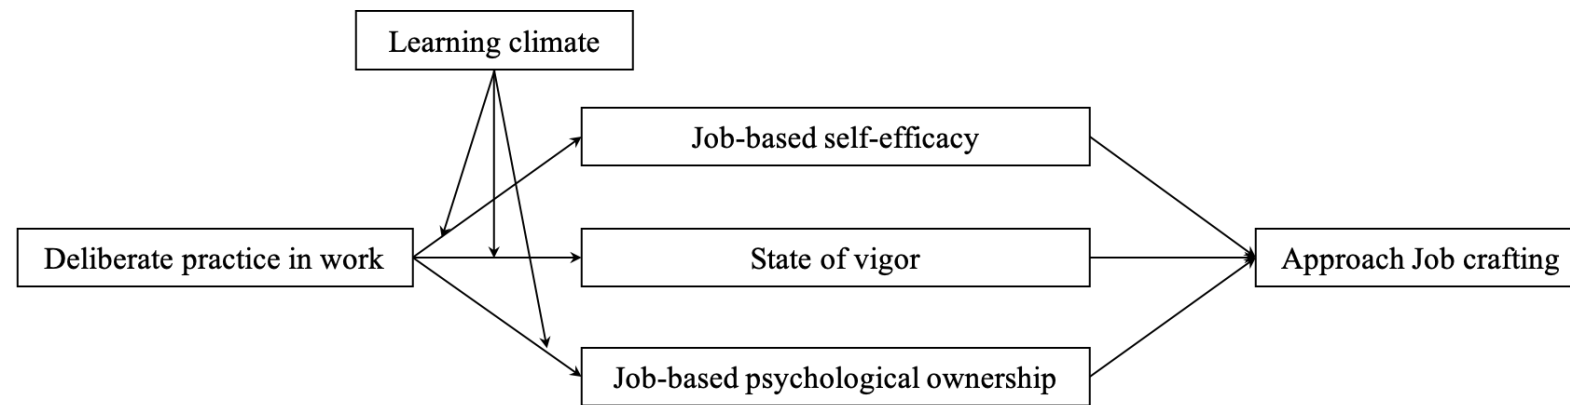 Learning climate
Job-based self-efficacy
Deliberate practice in work
State of vigor
Approach Job crafting
Job-based psychological ownership